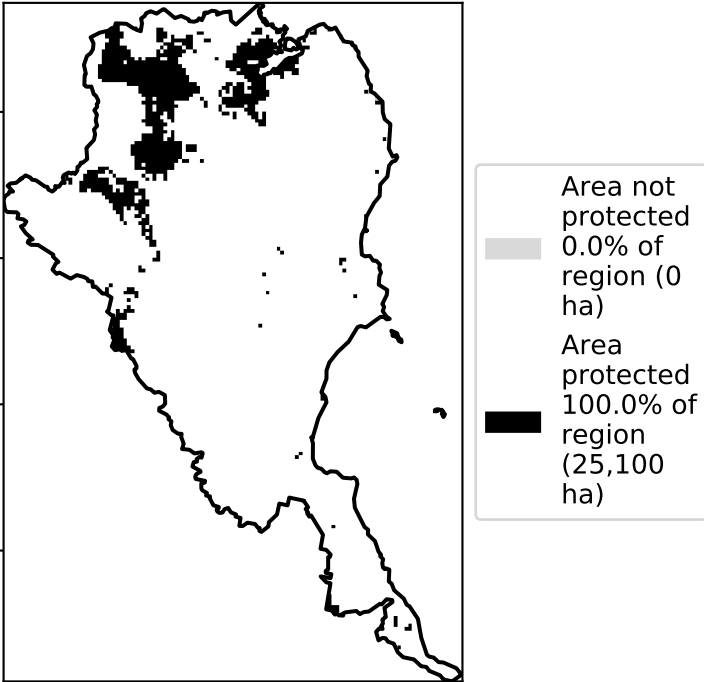 Area not
protected
0.0% of
region (0
ha)
Area
protected
100.0% of
region
(25,100
ha)